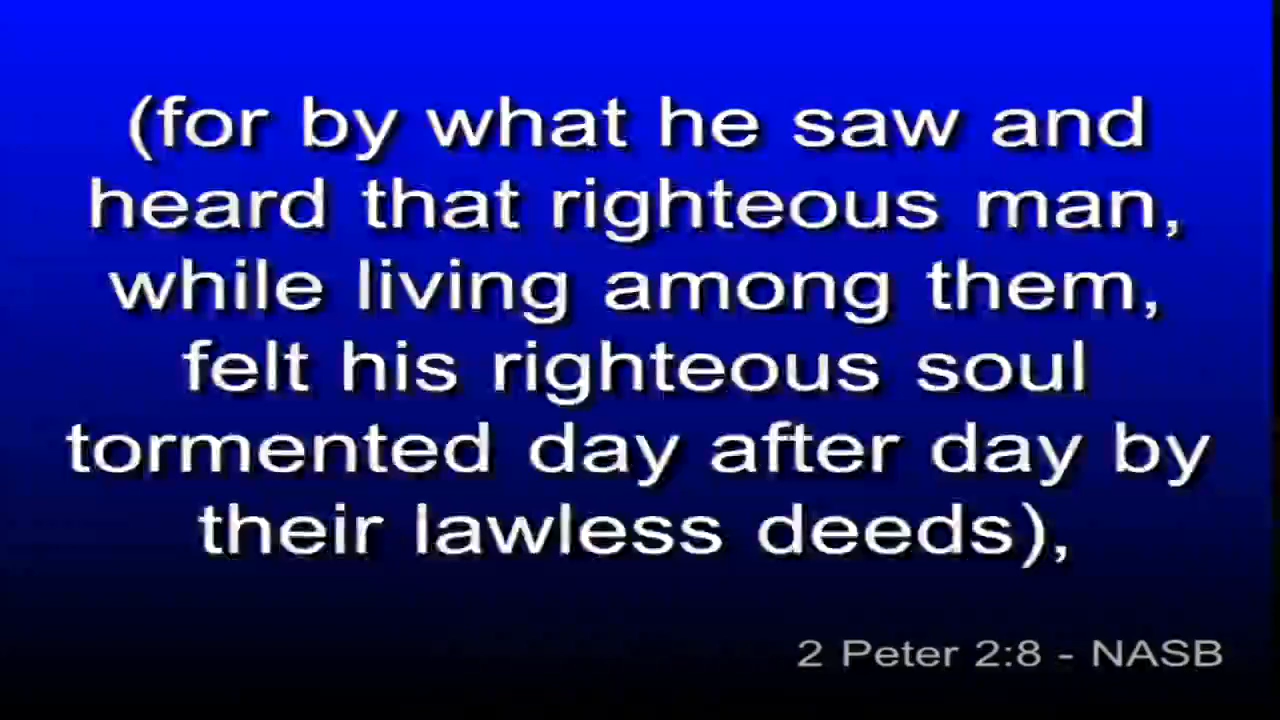 (for by what he saw and
heard that righteous man,
while living among them,
felt his righteous soul
tormented day after day by
their lawless deeds),
2 Peter 2:8 - NASB